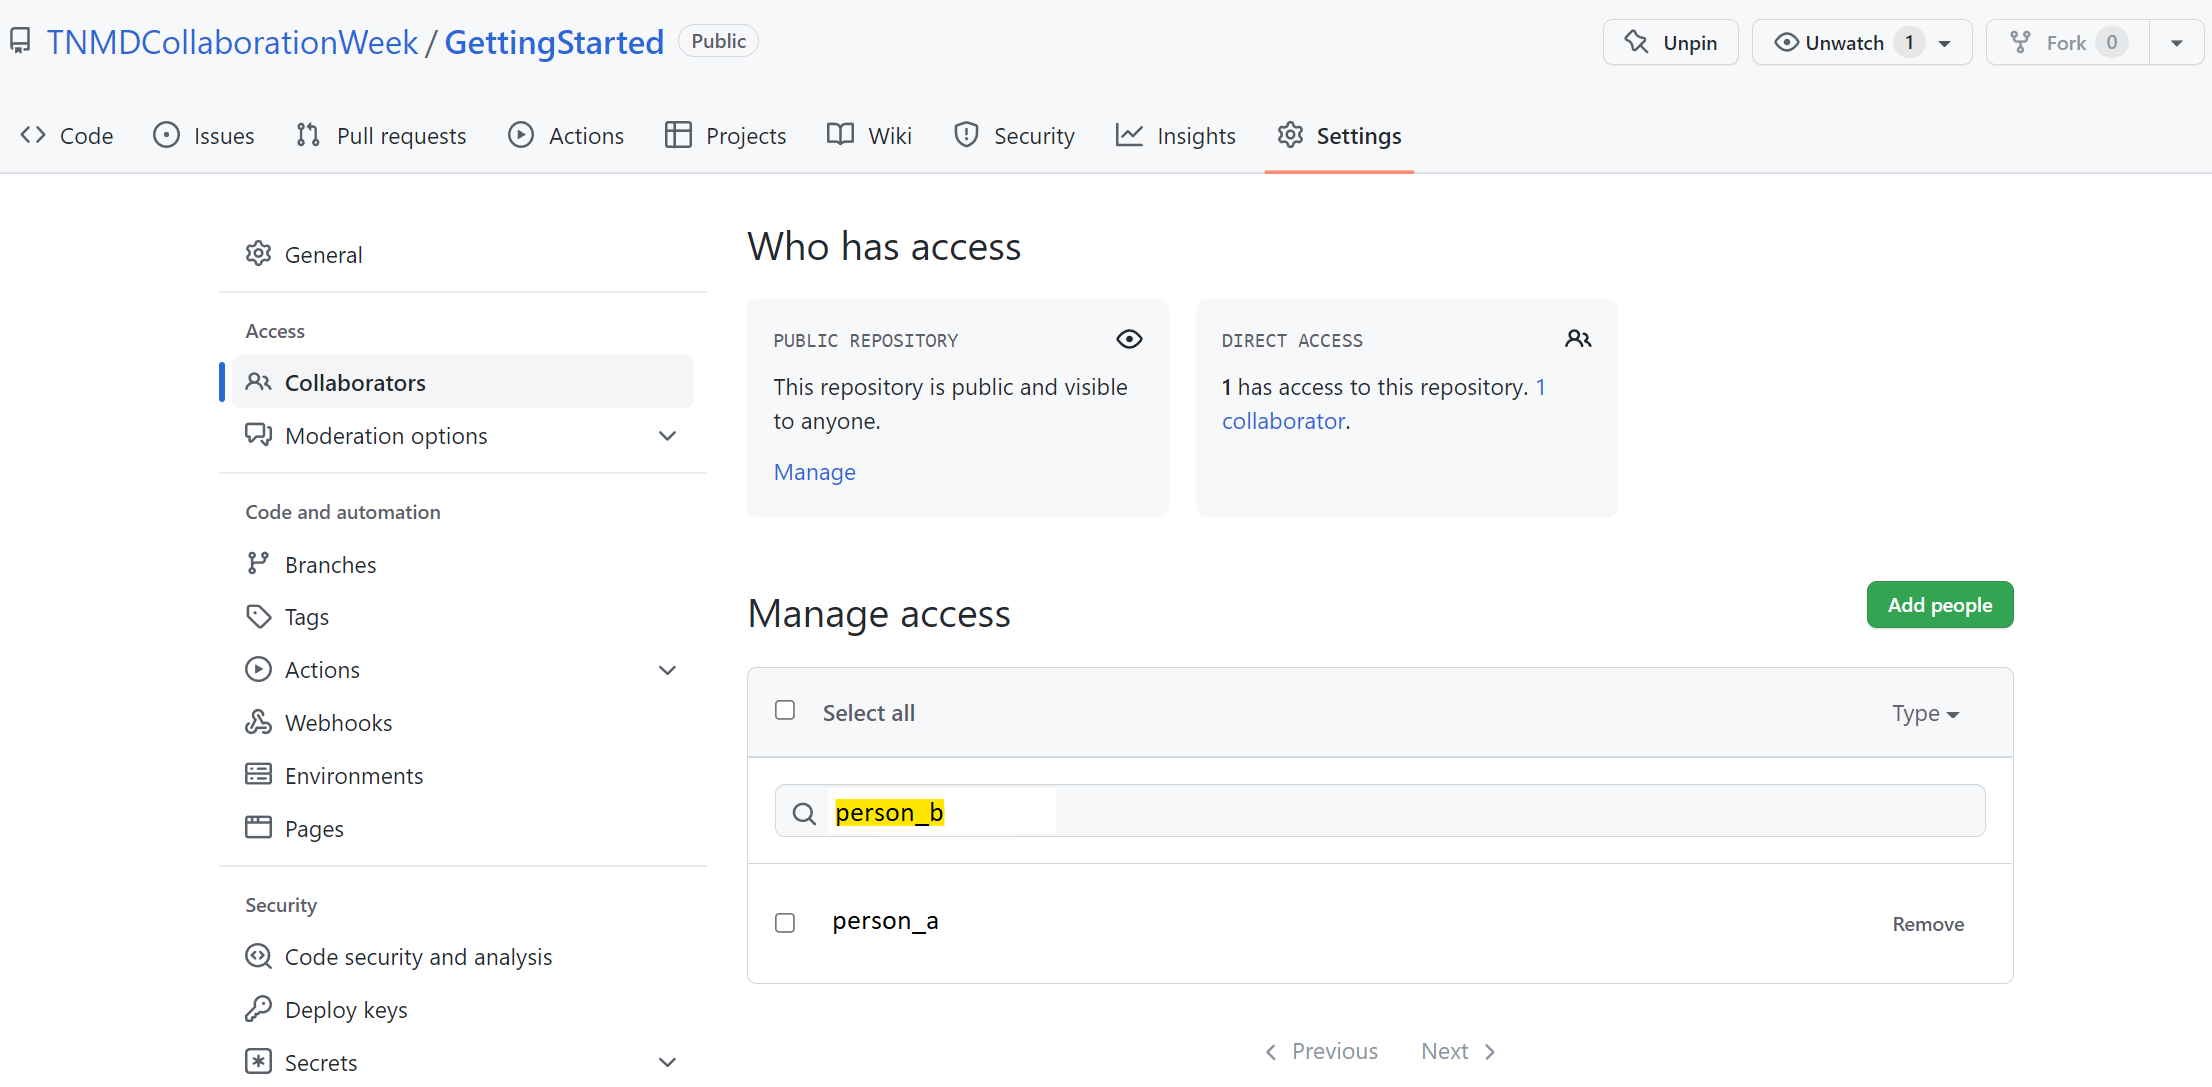 TNMDCollaborationWeek / GettingStarted Public
Unpin Unwatch 1 Fork 0
Code Issues Pull requests Actions Projects Wiki Security Insights Settings
General
Access
Collaborators
Moderation options
Code and automation
Branches
Tags
Actions
Webhooks
Environments
Pages
Security
Code security and analysis
Deploy keys
Secrets
Who has access
PUBLIC REPOSITORY
This repository is public and visible
to anyone.
Manage
DIRECT ACCESS
1 has access to this repository. 1
collaborator.
Manage access
Add people
Select all
Type
person_b
person_a
Remove
Previous Next